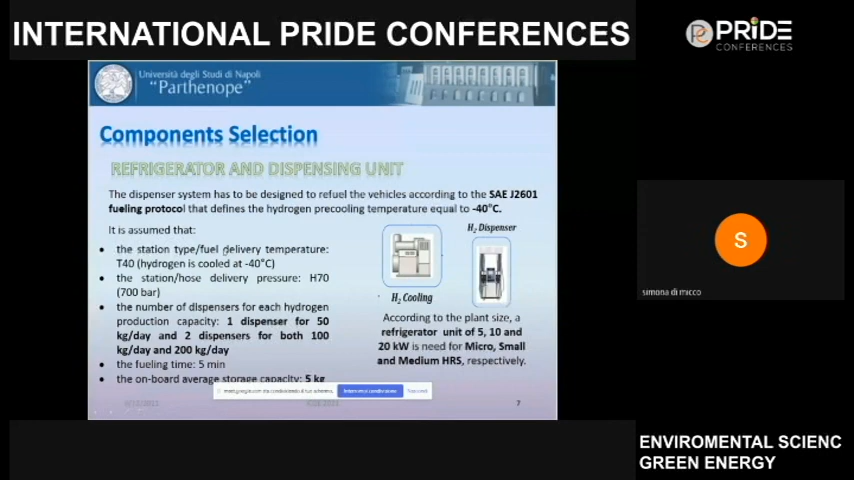 INTERNATIONAL PRIDE CONFERENCES
PC PRIDE
CONFERENCES
Università degli Studi di Napoli
"Parthenope"
Components Selection
REFRIGERATOR AND DISPENSING UNIT
The dispenser system has to be designed to refuel the vehicles according to the SAE J2601
fueling protocol that defines the hydrogen precooling temperature equal to -40°C.
It is assumed that:
• the station type/fuel delivery temperature:
T40 (hydrogen is cooled at -40°C)
• the station/hose delivery pressure: H70
(700 bar)
• the number of dispensers for each hydrogen
production capacity: 1 dispenser for 50
kg/day and 2 dispensers for both 100
kg/day and 200 kg/day
• the fueling time: 5 min
• the on-board average storage capacity: 5 kg
H₂ Dispenser
H₂ Cooling
According to the plant size, a
refrigerator unit of 5, 10 and
20 kW is need for Micro, Small
and Medium HRS, respectively.
7
S
simona di micco
ENVIROMENTAL SCIENC
GREEN ENERGY